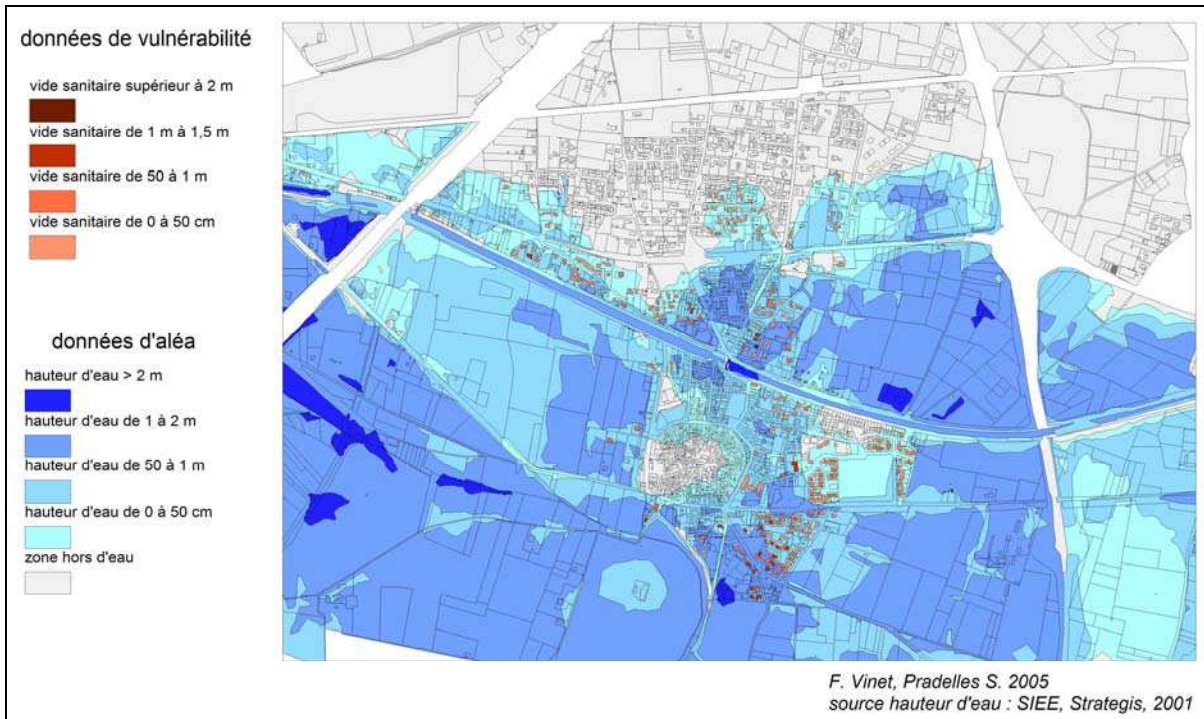 données de vulnérabilité
vide sanitaire supérieur à 2 m
vide sanitaire de 1 m à 1,5 m
vide sanitaire de 50 à 1 m
vide sanitaire de 0 à 50 cm
données d'aléa
hauteur d'eau > 2 m
hauteur d'eau de 1 à 2 m
hauteur d'eau de 50 à 1 m
hauteur d'eau de 0 à 50 cm
zone hors d'eau
F. Vinet, Pradelles S. 2005
source hauteur d'eau : SIEE, Strategis, 2001